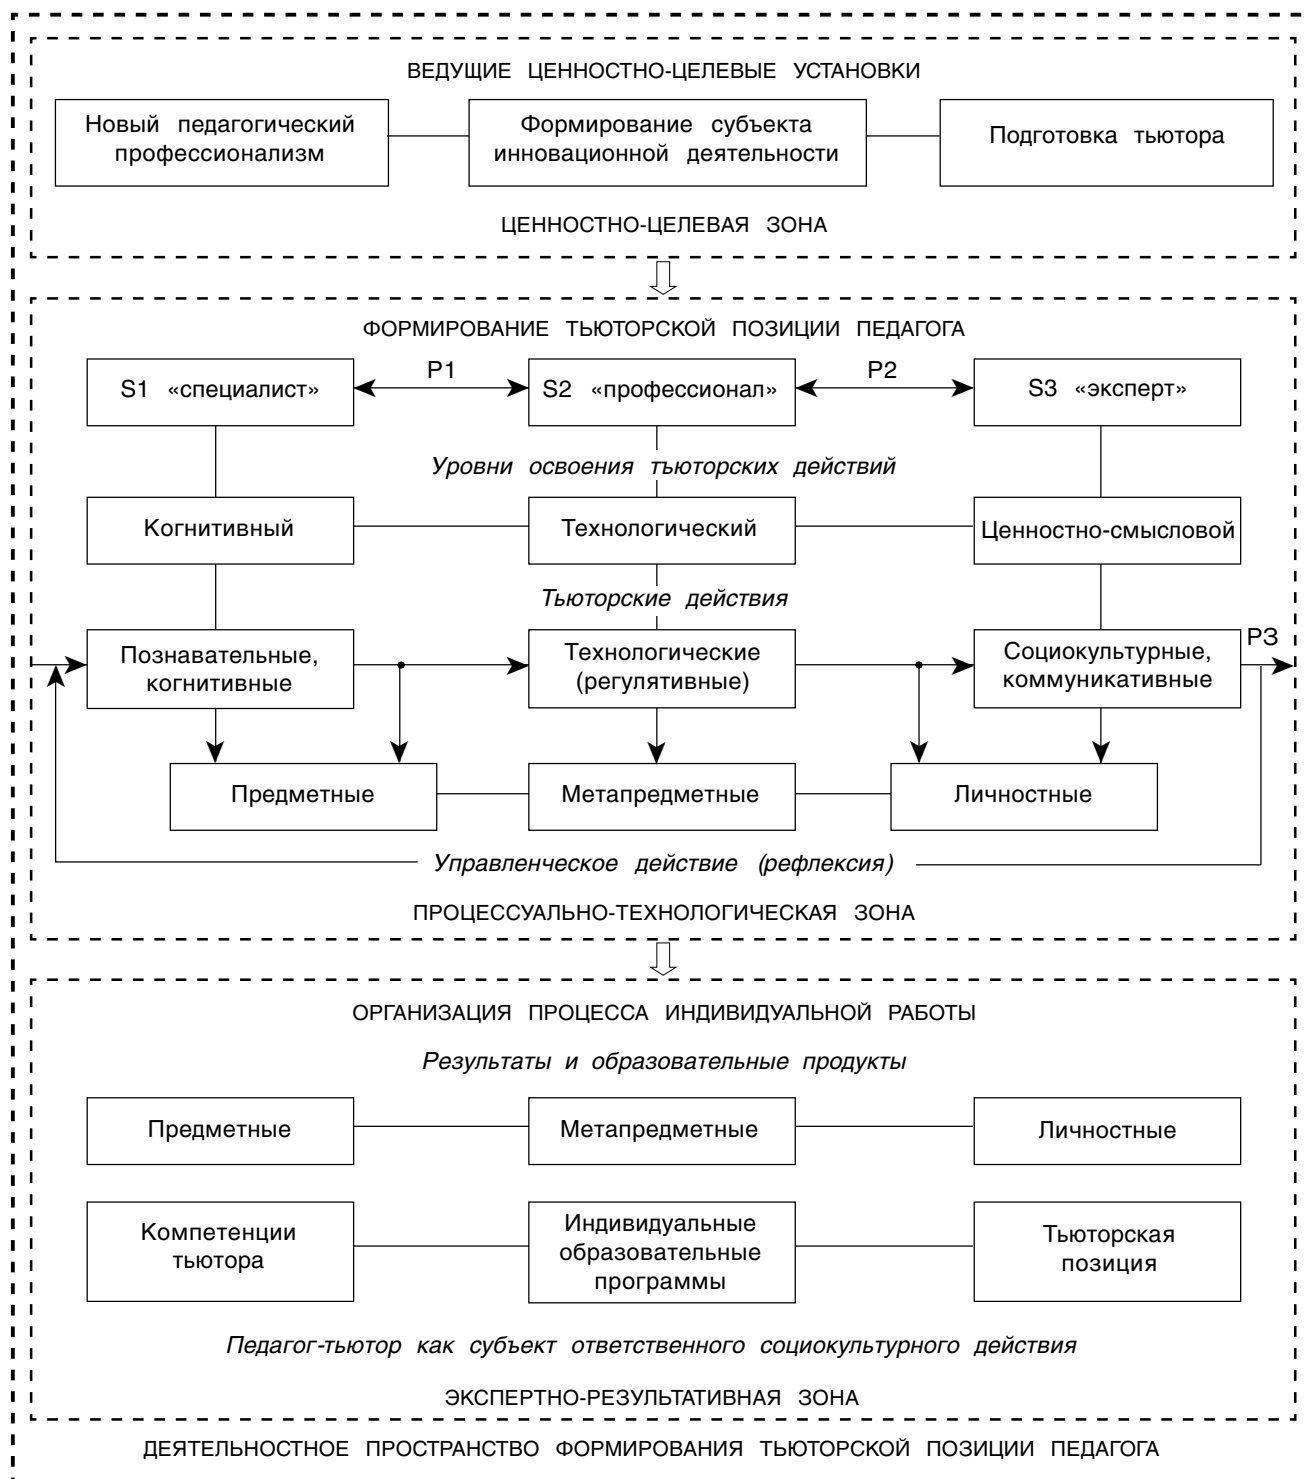 ВЕДУЩИЕ ЦЕННОСТНО-ЦЕЛЕВЫЕ УСТАНОВКИ
Новый педагогический
профессионализм
Формирование субъекта
инновационной деятельности
Подготовка тьютора
ЦЕННОСТНО-ЦЕЛЕВАЯ ЗОНА
ФОРМИРОВАНИЕ ТЬЮТОРСКОЙ ПОЗИЦИИ ПЕДАГОГА
S1 «специалист»
Р1
S2 «профессионал»
Р2
S3 «эксперт»
Уровни освоения тьюторских действий
Когнитивный
Технологический
Ценностно-смысловой
Тьюторские действия
Познавательные,
когнитивные
Технологические
(регулятивные)
Социокультурные,
коммуникативные
Р3
Предметные
Метапредметные
Личностные
Управленческое действие (рефлексия)
ПРОЦЕССУАЛЬНО-ТЕХНОЛОГИЧЕСКАЯ ЗОНА
ОРГАНИЗАЦИЯ ПРОЦЕССА ИНДИВИДУАЛЬНОЙ РАБОТЫ
Результаты и образовательные продукты
Предметные
Метапредметные
Личностные
Компетенции
тьютора
Индивидуальные
образовательные
программы
Тьюторская
позиция
Педагог-тьютор как субъект ответственного социокультурного действия
ЭКСПЕРТНО-РЕЗУЛЬТАТИВНАЯ ЗОНА
ДЕЯТЕЛЬНОСТНОЕ ПРОСТРАНСТВО ФОРМИРОВАНИЯ ТЬЮТОРСКОЙ ПОЗИЦИИ ПЕДАГОГА